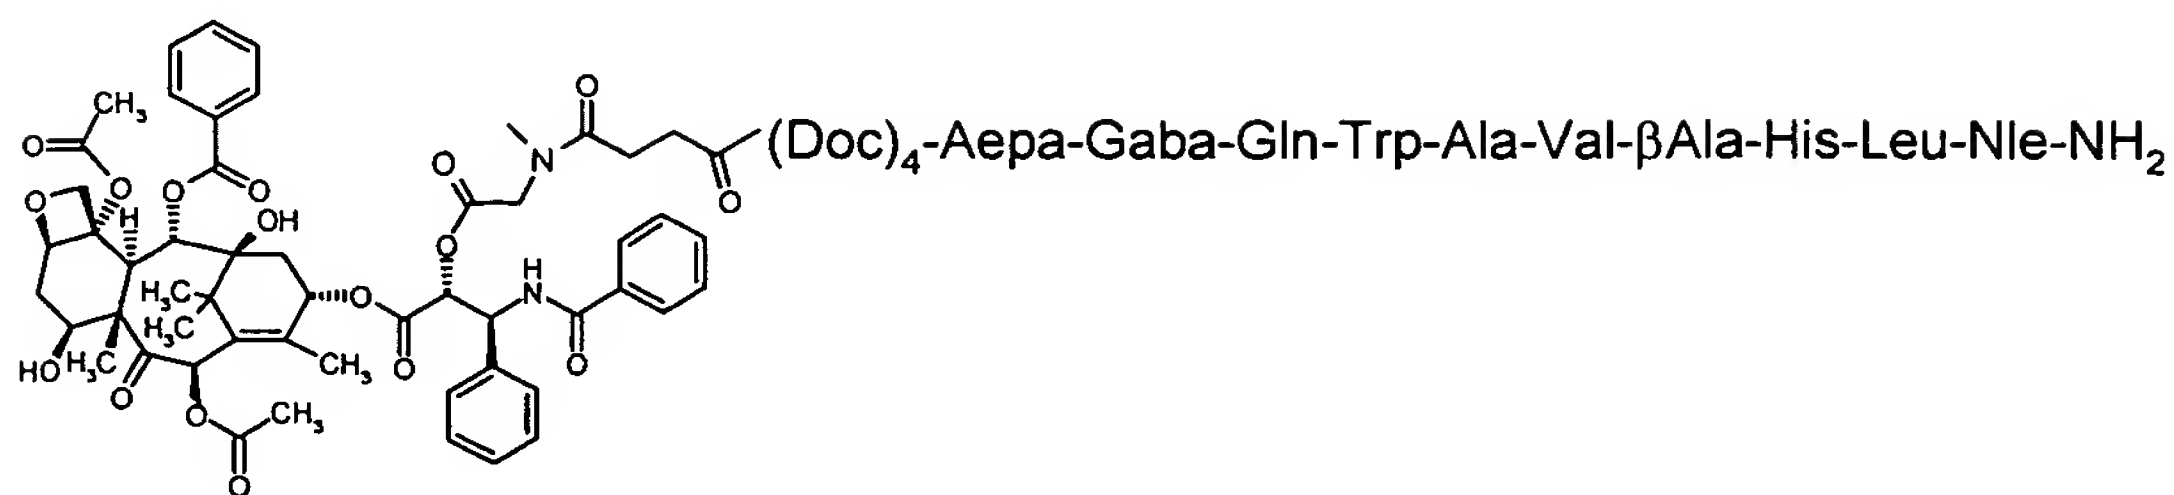 CH₃
O
O
O
O
O
N
O
(Doc)₄-Aepa-Gaba-Gln-Trp-Ala-Val-βAla-His-Leu-Nle-NH₂
O
O
H
OH
O
O
H
N
H₃C
H₃C
O
O
O
HO
H₃C
O
CH₃
O
CH₃
O